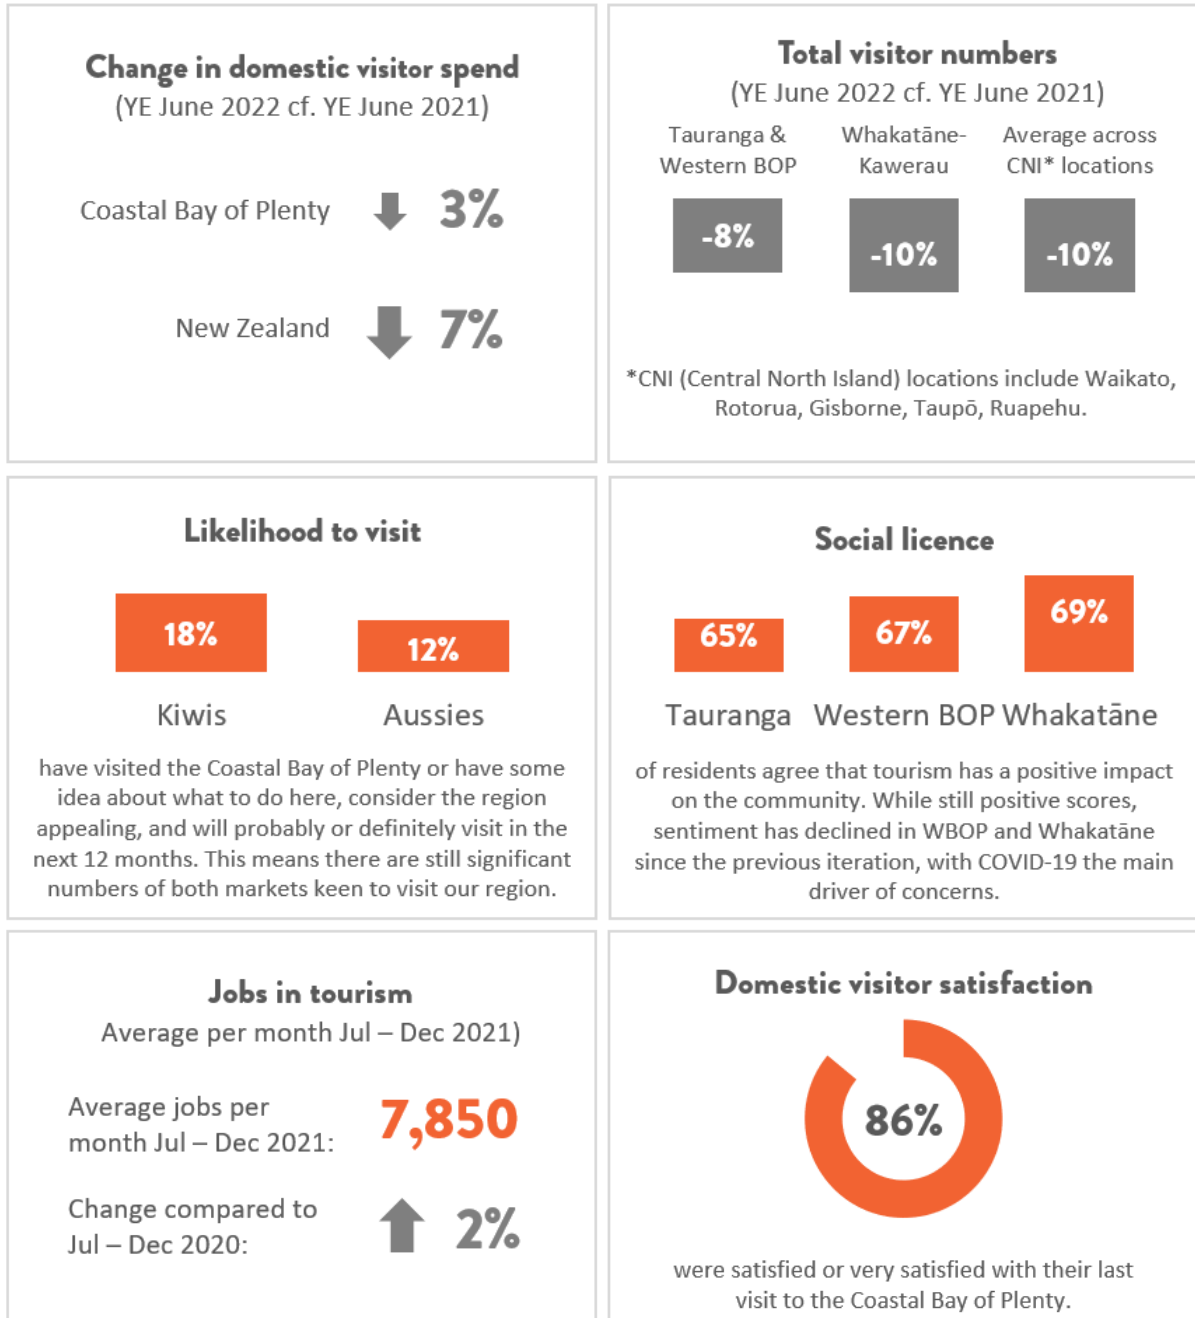 Change in domestic visitor spend
(YE June 2022 cf. YE June 2021)
Coastal Bay of Plenty 3%
New Zealand 7%
Total visitor numbers
(YE June 2022 cf. YE June 2021)
Tauranga & Western BOP
Whakatāne-Kawerau
Average across CNI* locations
-8% -10% -10%
*CNI (Central North Island) locations include Waikato,
Rotorua, Gisborne, Taupō, Ruapehu.
Likelihood to visit
18% 12%
Kiwis Aussies
have visited the Coastal Bay of Plenty or have some
idea about what to do here, consider the region
appealing, and will probably or definitely visit in the
next 12 months. This means there are still significant
numbers of both markets keen to visit our region.
Social licence
65% 67% 69%
Tauranga Western BOP Whakatāne
of residents agree that tourism has a positive impact
on the community. While still positive scores,
sentiment has declined in WBOP and Whakatāne
since the previous iteration, with COVID-19 the main
driver of concerns.
Jobs in tourism
Average per month Jul – Dec 2021)
Average jobs per
month Jul – Dec 2021:
7,850
Change compared to
Jul – Dec 2020:
2%
Domestic visitor satisfaction
86%
were satisfied or very satisfied with their last
visit to the Coastal Bay of Plenty.